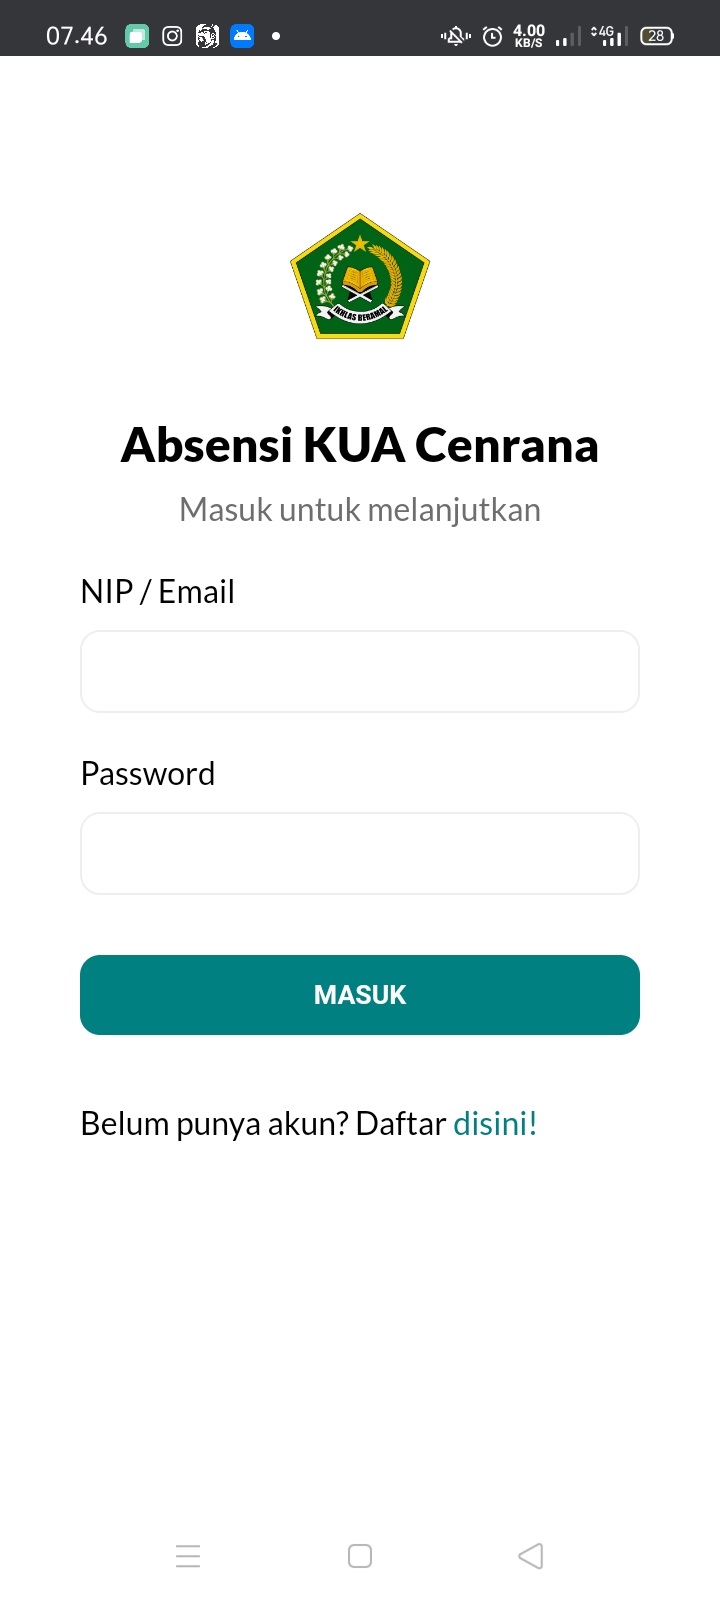 07.46
4.00
KB/S
4G
28
IKHLAS BERAMAL
Absensi KUA Cenrana
Masuk untuk melanjutkan
NIP / Email
Password
MASUK
Belum punya akun? Daftar disini!